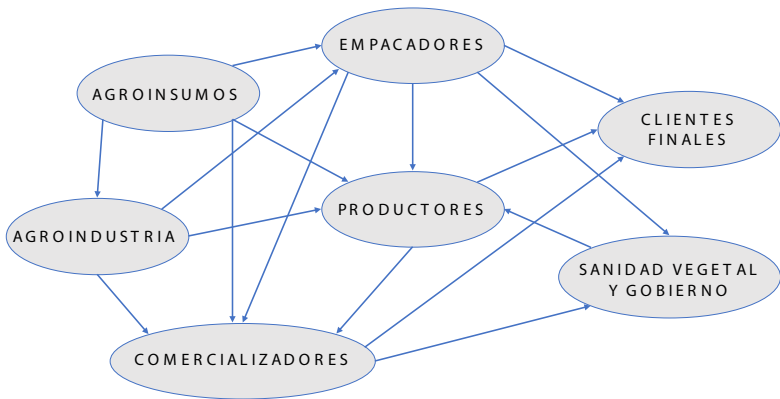 EMPACADORES
AGROINSUMOS
CLIENTES
FINALES
PRODUCTORES
AGROINDUSTRIA
SANIDAD VEGETAL
Y GOBIERNO
COMERCIALIZADORES